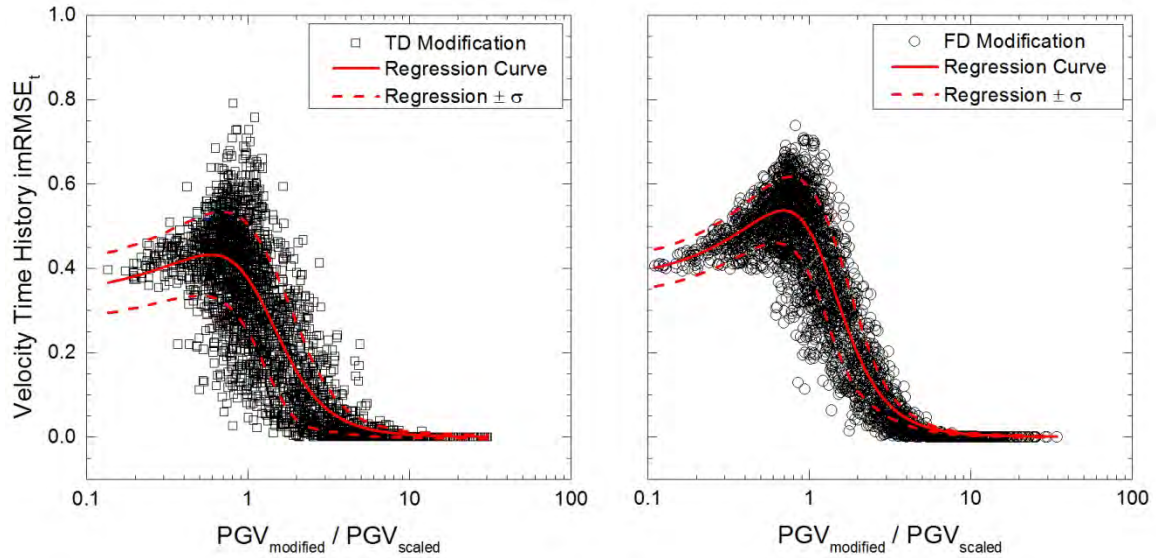 1.0
0.8
0.6
0.4
0.2
0.0
Velocity Time History imRMSE_t
TD Modification
Regression Curve
Regression ± σ
0.1 1 10 100
PGV_modified / PGV_scaled
FD Modification
Regression Curve
Regression ± σ
0.1 1 10 100
PGV_modified / PGV_scaled